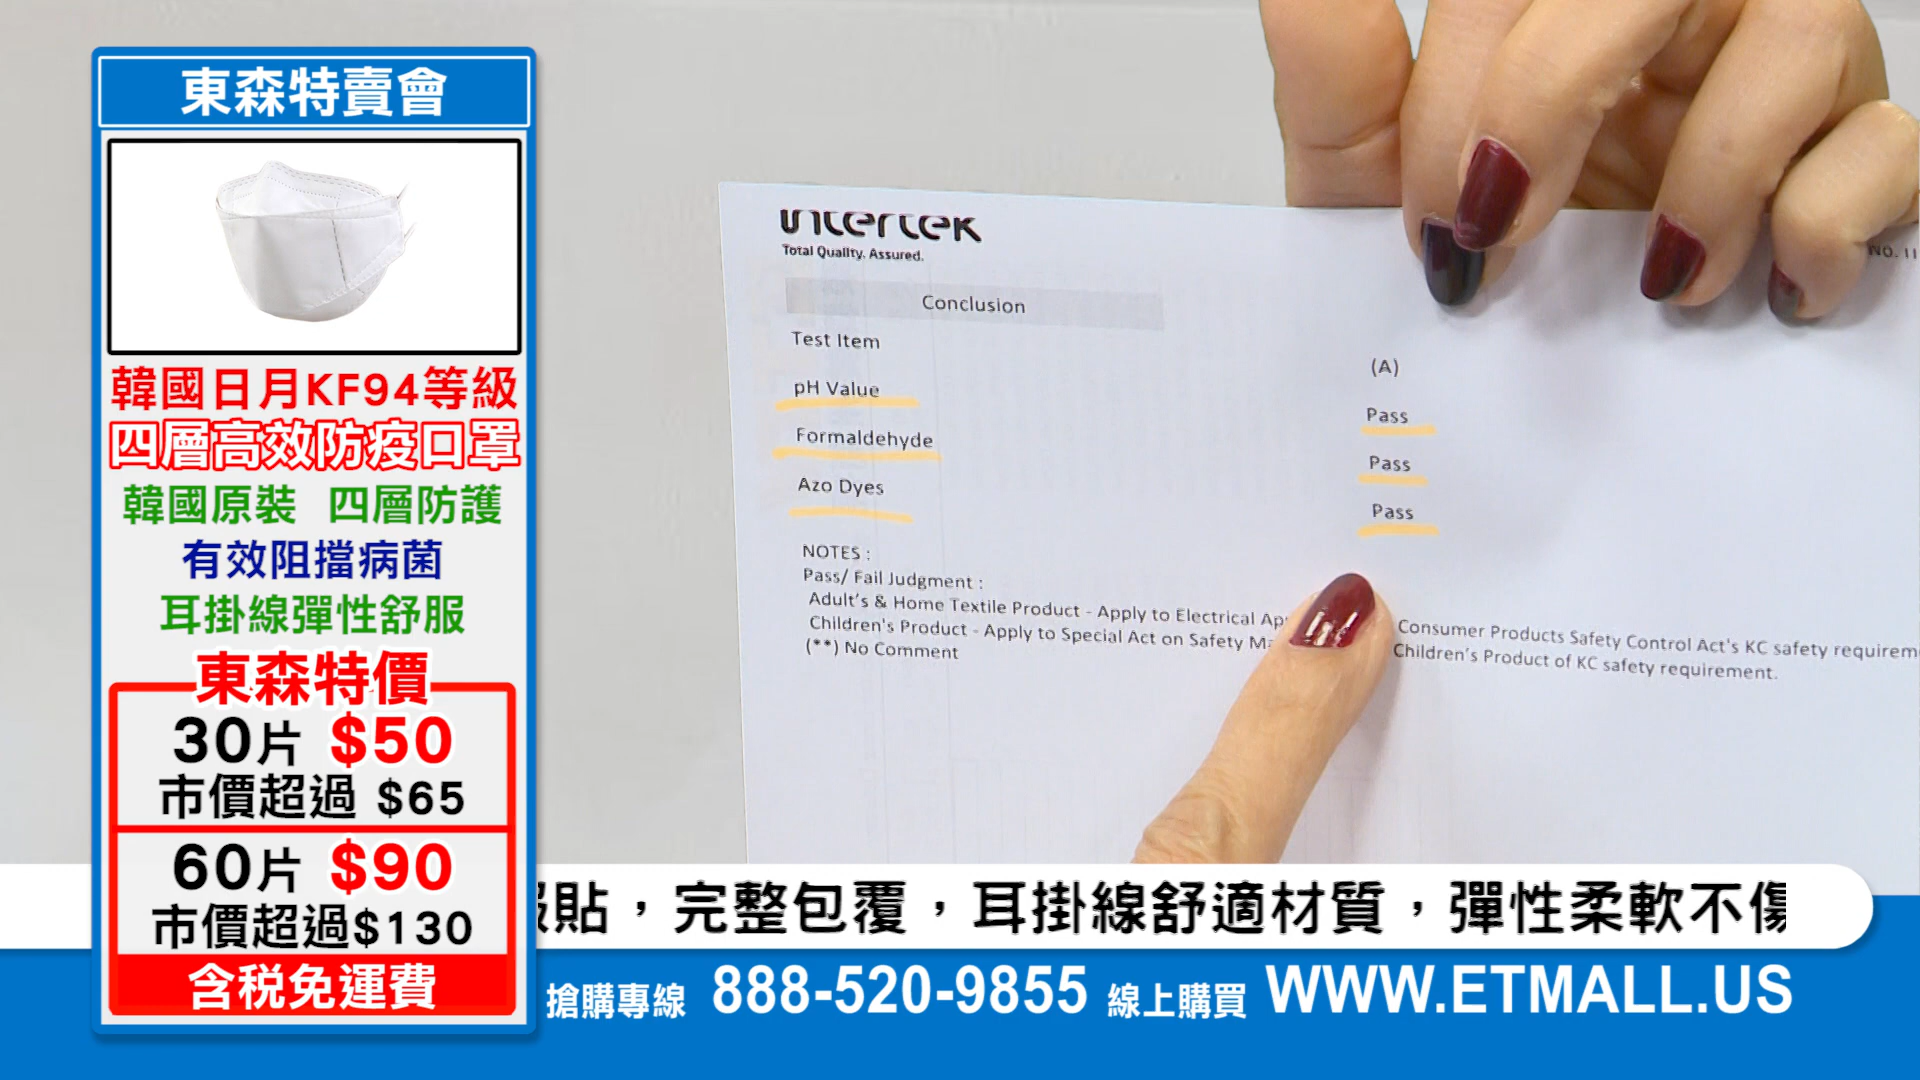 東森特賣會
韓國日月KF94等級
四層高效防疫口罩
韓國原裝 四層防護
有效阻擋病菌
耳掛線彈性舒服
東森特價
30片 $50
市價超過 $65
60片 $90
市價超過$130
含稅免運費
intertek
Total Quality. Assured.
NO. 11
Conclusion
Test Item
(A)
pH Value Pass
Formaldehyde Pass
Azo Dyes Pass
NOTES :
Pass/ Fail Judgment :
Adult's & Home Textile Product - Apply to Electrical Consumer Products Safety Control Act's KC safety
Children's Product - Apply to Special Act on Safety Children's Product of KC safety requirement.
(**) No Comment
貼，完整包覆，耳掛線舒適材質，彈性柔軟不傷
搶購專線 888-520-9855 線上購買 WWW.ETMALL.US